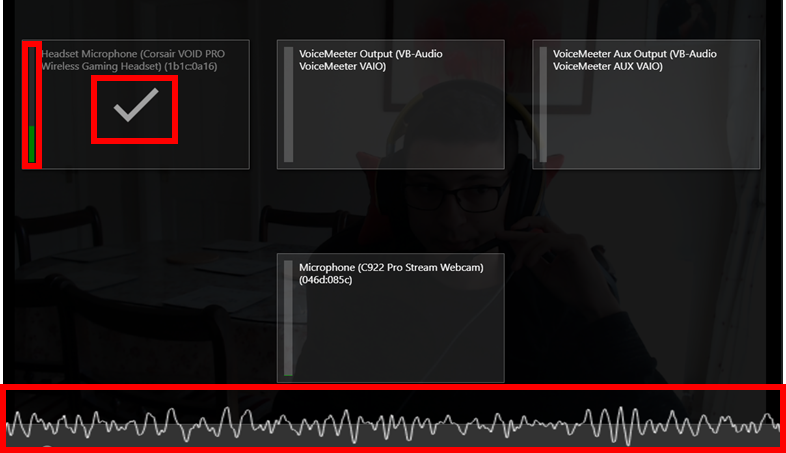 Headset Microphone (Corsair VOID PRO
Wireless Gaming Headset) (1b1c:0a16)
VoiceMeeter Output (VB-Audio
VoiceMeeter VAIO)
VoiceMeeter Aux Output (VB-Audio
VoiceMeeter AUX VAIO)
Microphone (C922 Pro Stream Webcam)
(046d:085c)